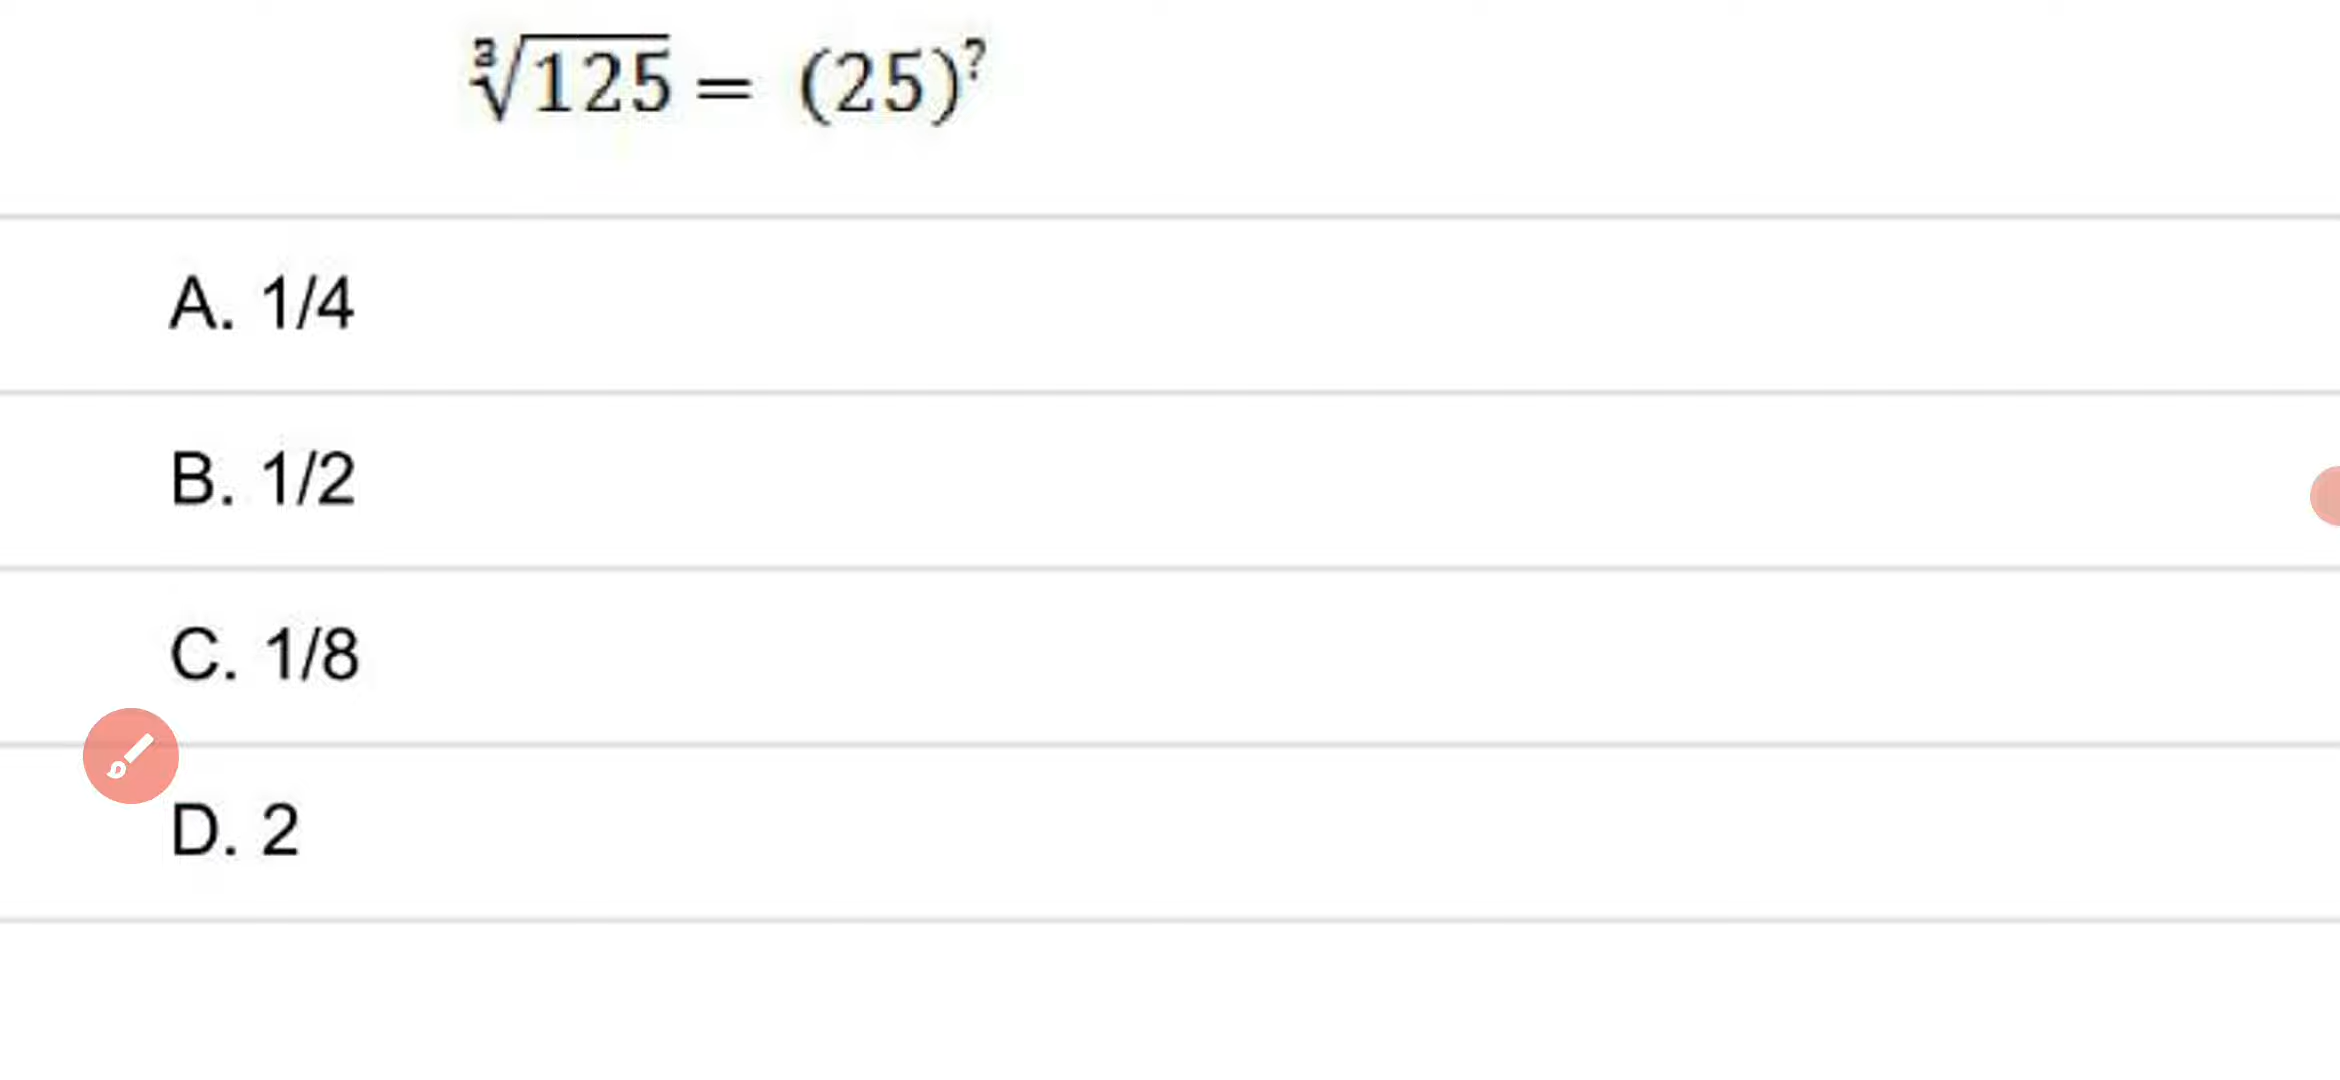 ∛125 = (25)^?
A. 1/4
B. 1/2
C. 1/8
D. 2